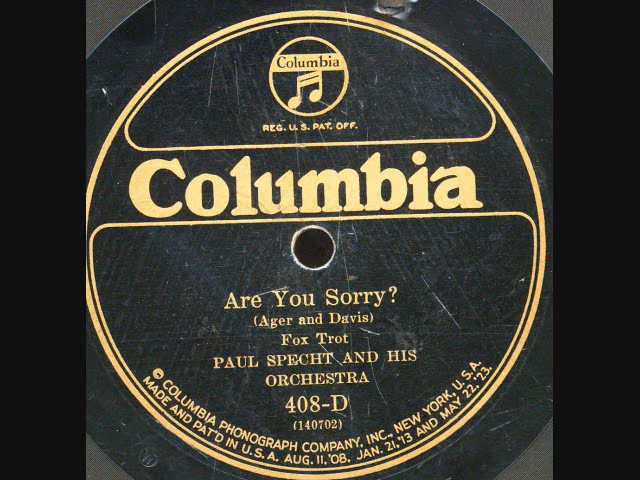 Columbia
REG. U.S. PAT. OFF.
Columbia
Are You Sorry?
(Ager and Davis)
Fox Trot
PAUL SPECHT AND HIS
ORCHESTRA
408-D
(140702)
© COLUMBIA PHONOGRAPH COMPANY, INC., NEW YORK U.S.A.
MADE AND PAT'D IN U.S.A. AUG. 11,'08. JAN. 21,'13 AND MAY 22,'23.